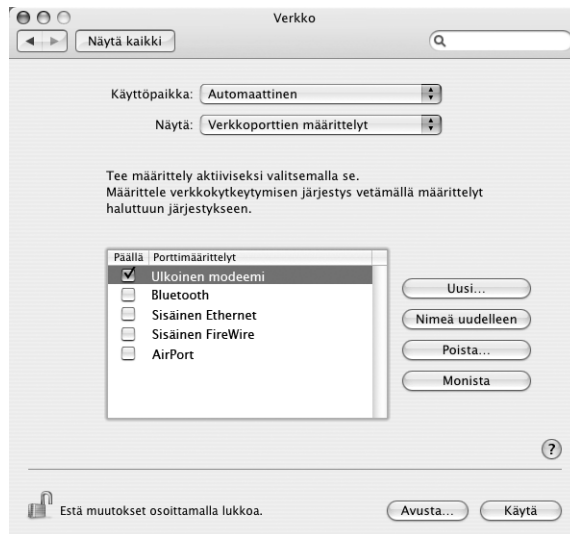 Verkko
Näytä kaikki
Käyttöpaikka: Automaattinen
Näytä: Verkkoporttien määrittelyt
Tee määrittely aktiiviseksi valitsemalla se.
Määrittele verkkokytkeytymisen järjestys vetämällä määrittelyt
haluttuun järjestykseen.
Päällä Porttimäärittelyt
Ulkoinen modeemi
Bluetooth
Sisäinen Ethernet
Sisäinen FireWire
AirPort
Uusi...
Nimeä uudelleen
Poista...
Monista
?
Estä muutokset osoittamalla lukkoa.
Avusta... Käytä